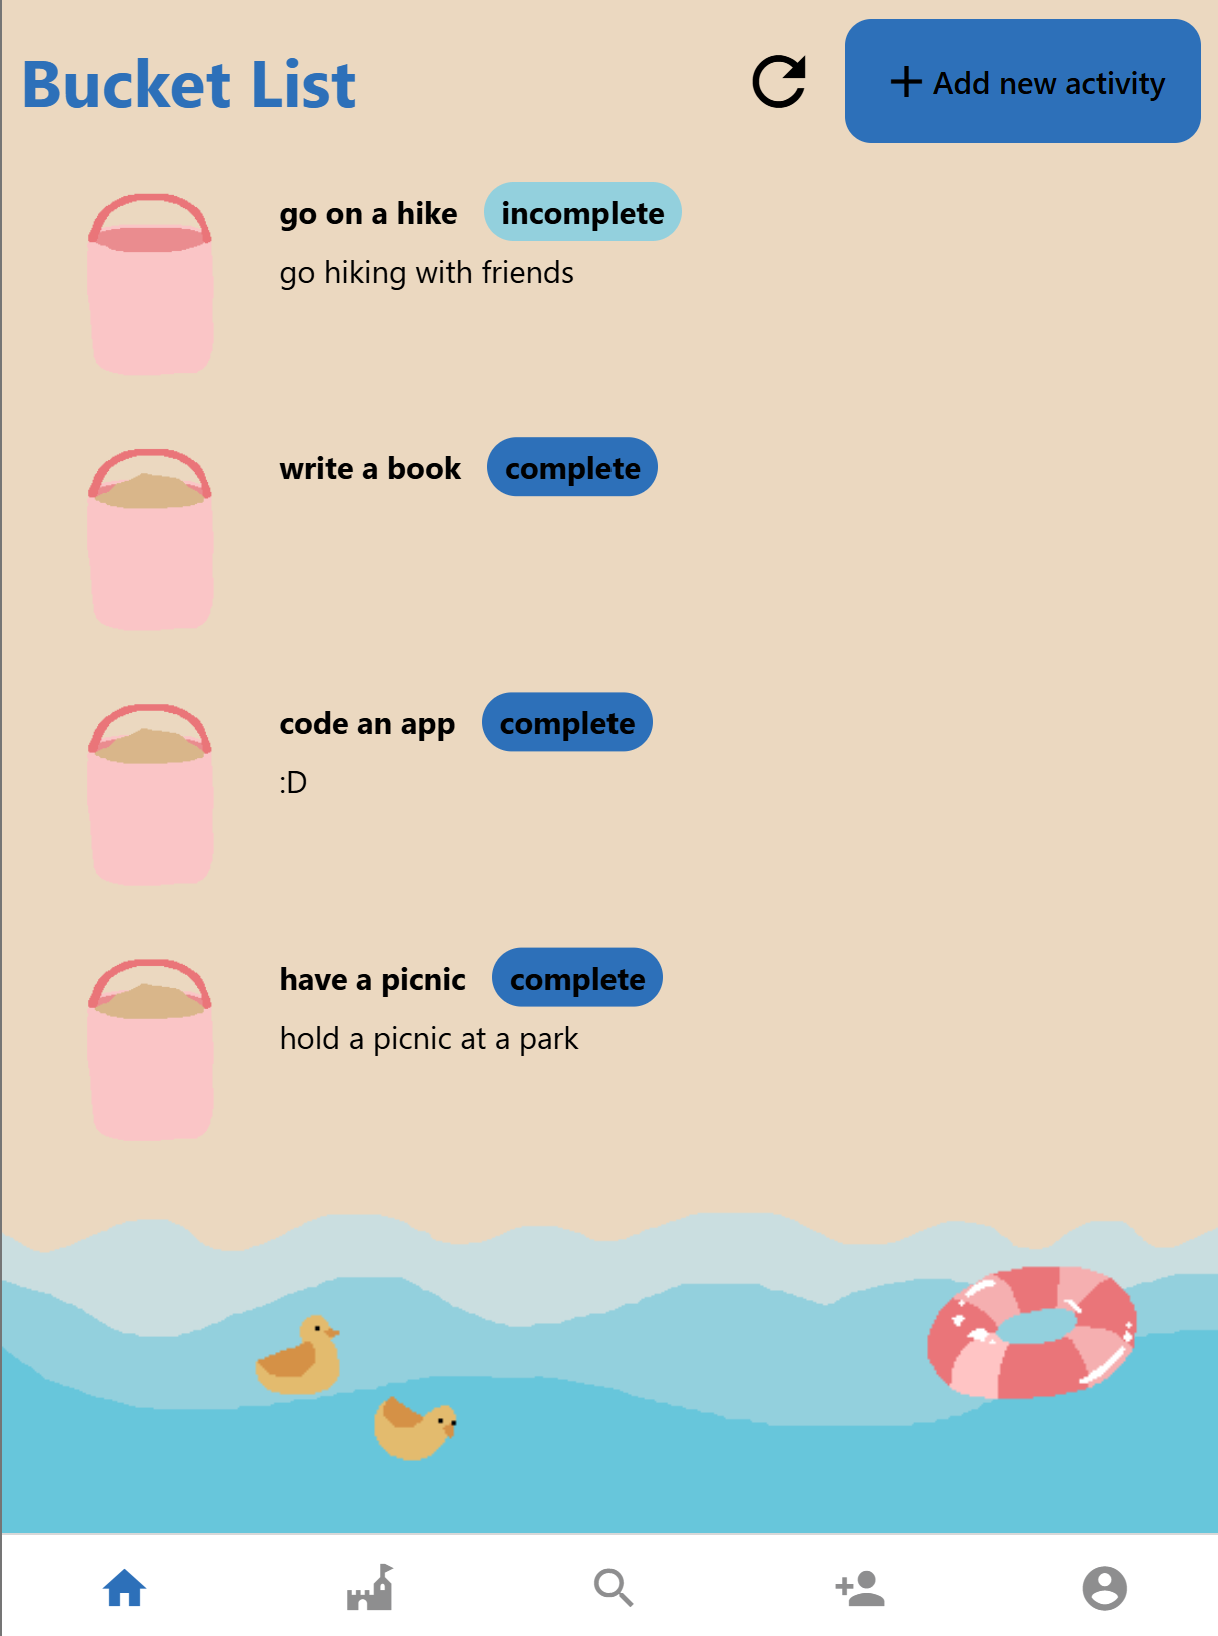 Bucket List
Add new activity
go on a hike incomplete
go hiking with friends
write a book complete
code an app complete
:D
have a picnic complete
hold a picnic at a park